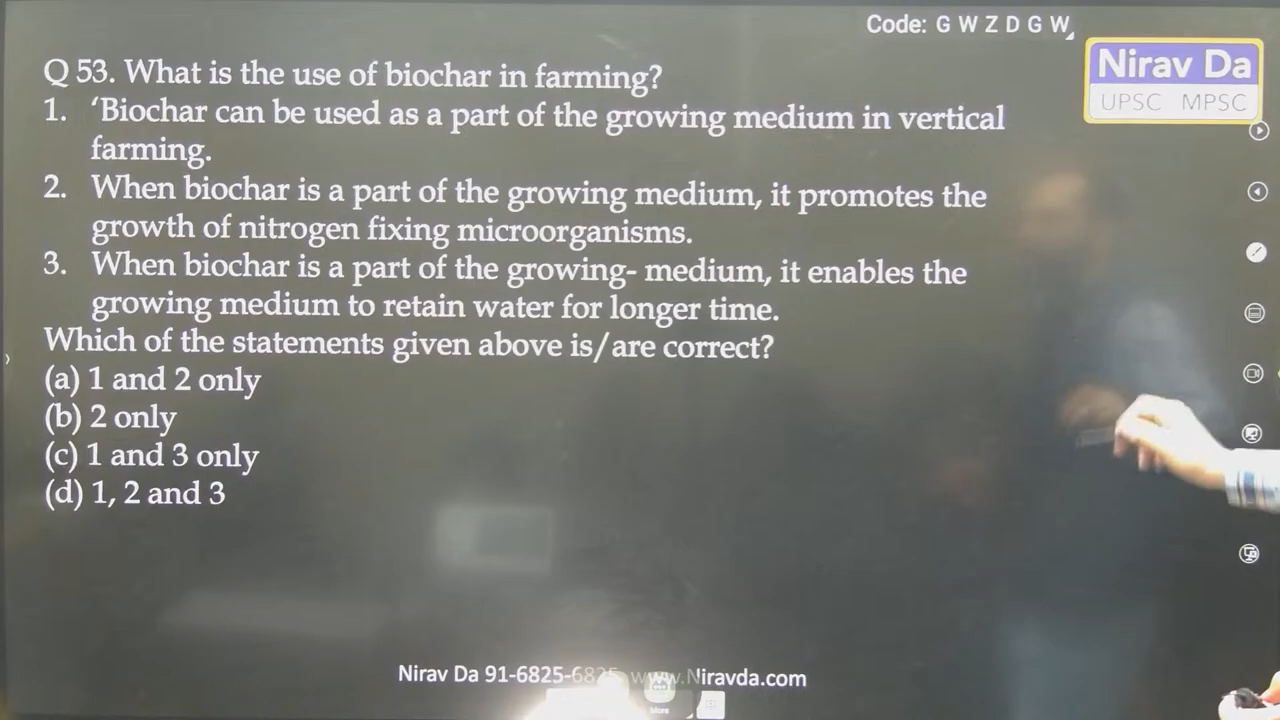 Code: G W Z D G W
Nirav Da
UPSC MPSC
Q 53. What is the use of biochar in farming?
1. ‘Biochar can be used as a part of the growing medium in vertical
farming.
2. When biochar is a part of the growing medium, it promotes the
growth of nitrogen fixing microorganisms.
3. When biochar is a part of the growing- medium, it enables the
growing medium to retain water for longer time.
Which of the statements given above is/are correct?
(a) 1 and 2 only
(b) 2 only
(c) 1 and 3 only
(d) 1, 2 and 3
Nirav Da 91-6825-6825 www.Niravda.com
More